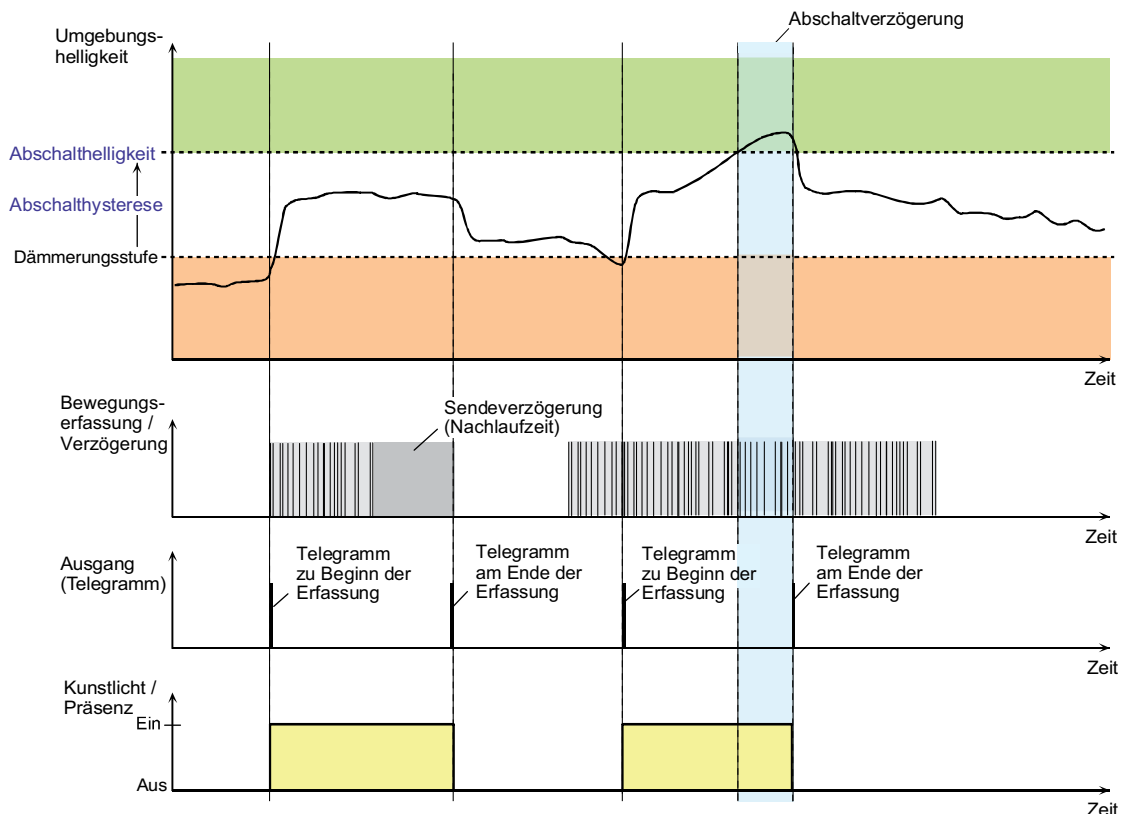 Abschaltverzögerung
Umgebungs-
helligkeit
Abschalthelligkeit
Abschalthysterese
Dämmerungsstufe
Zeit
Bewegungs-
erfassung /
Verzögerung
Sendeverzögerung
(Nachlaufzeit)
Zeit
Ausgang
(Telegramm)
Telegramm
zu Beginn der
Erfassung
Telegramm
am Ende der
Erfassung
Telegramm
zu Beginn der
Erfassung
Telegramm
am Ende der
Erfassung
Zeit
Kunstlicht /
Präsenz
Ein
Aus
Zeit